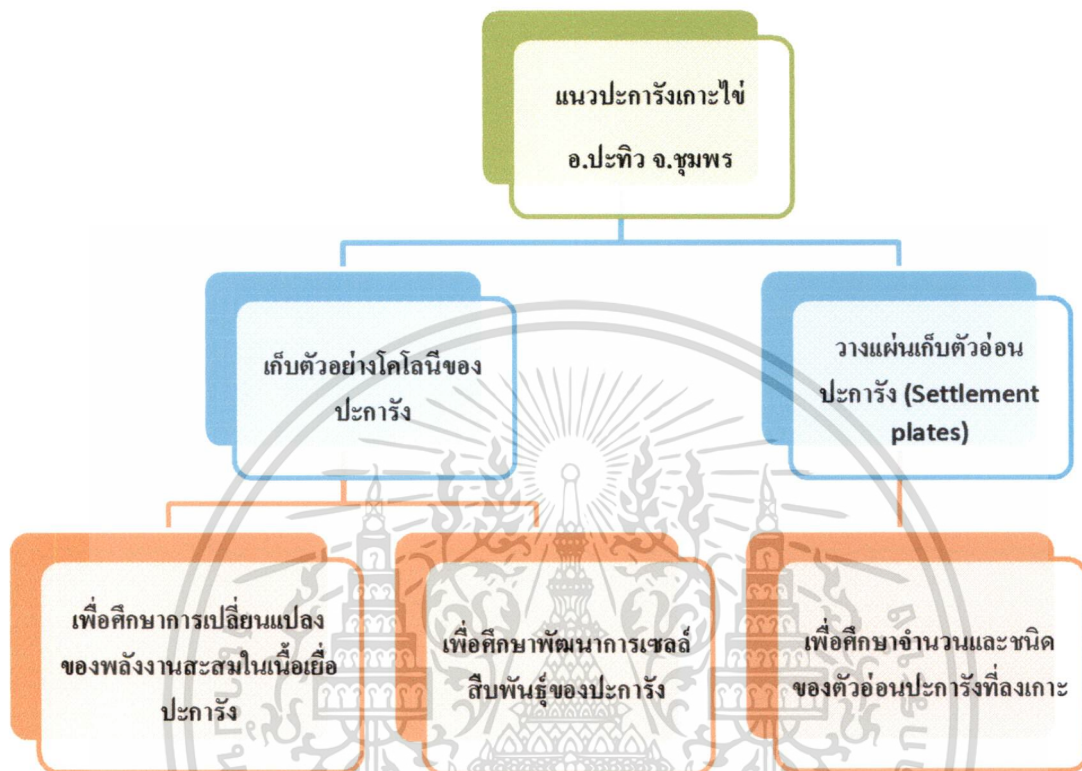 แนวปะการังเกาะไข่
อ.ปะทิว จ.ชุมพร
เก็บตัวอย่างโคโลนีของ
ปะการัง
วางแผ่นเก็บตัวอ่อน
ปะการัง (Settlement
plates)
เพื่อศึกษาการเปลี่ยนแปลง
ของพลังงานสะสมในเนื้อเยื่อ
ปะการัง
เพื่อศึกษาพัฒนาการเซลล์
สืบพันธุ์ของปะการัง
เพื่อศึกษาจำนวนและชนิด
ของตัวอ่อนปะการังที่ลงเกาะ